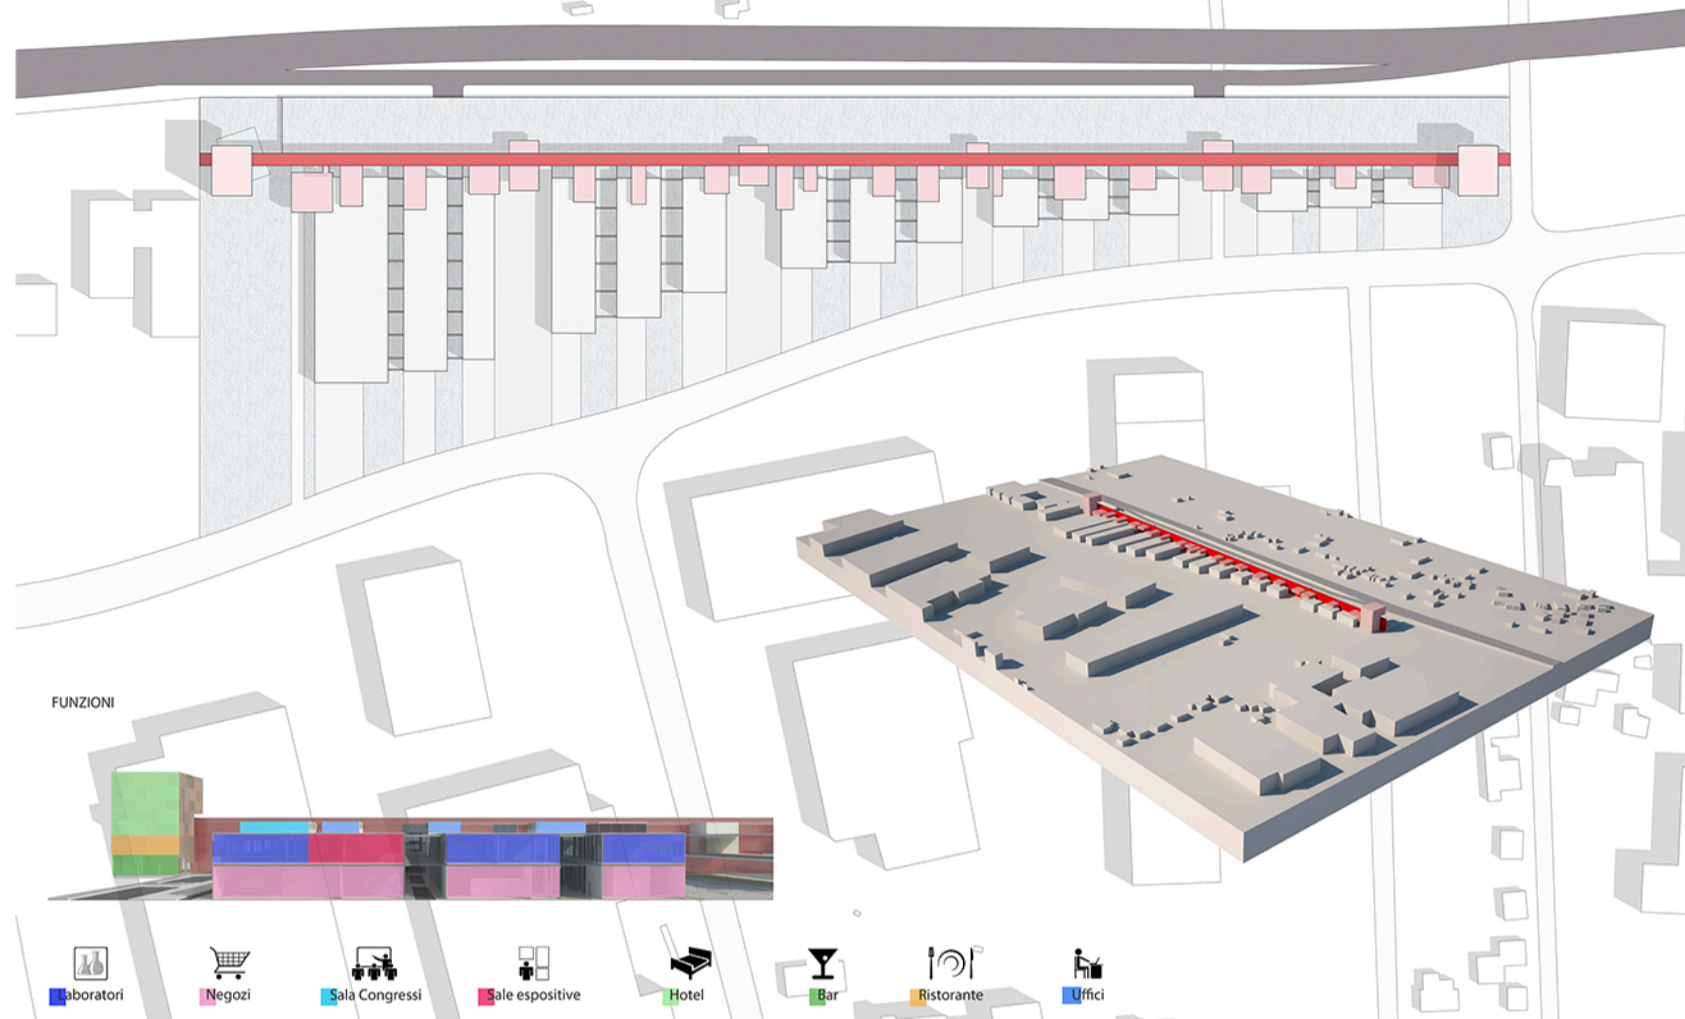 FUNZIONI
Laboratori
Negozi
Sala Congressi
Sale espositive
Hotel
Bar
Ristorante
Uffici